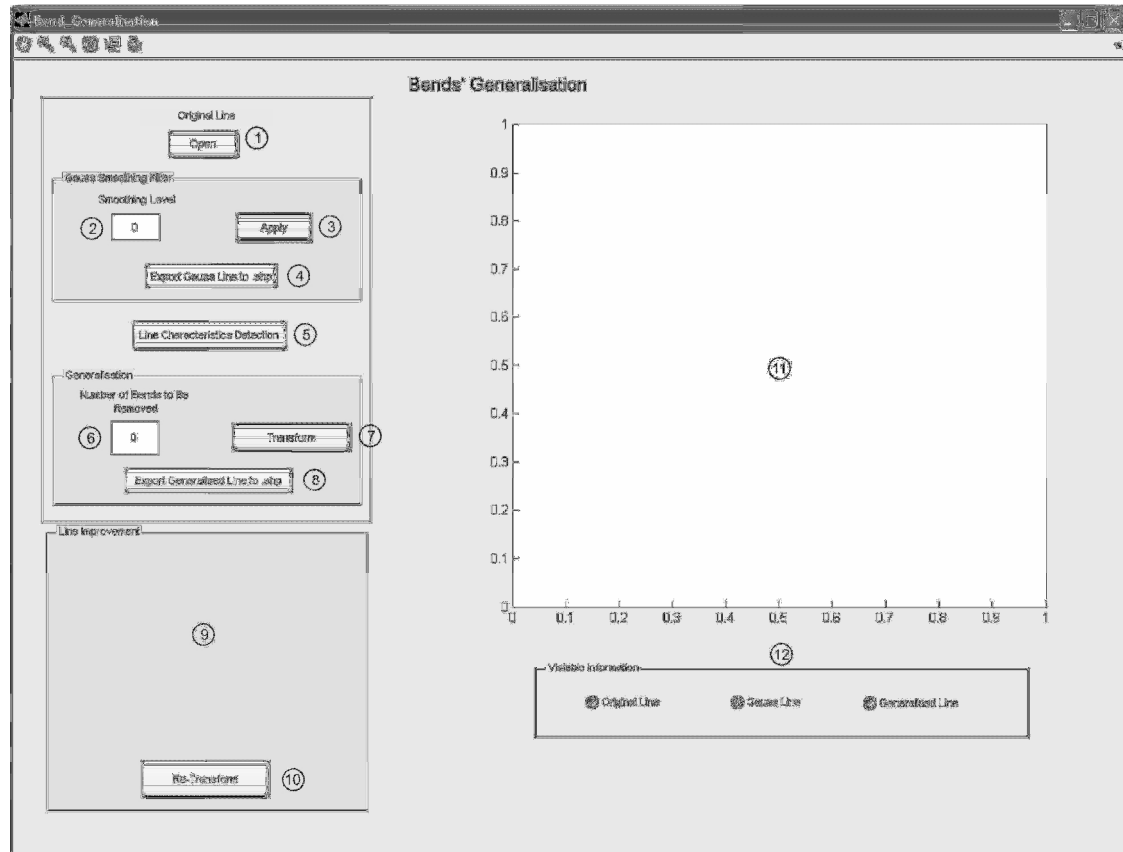 Bend_Generalisation
Bends' Generalisation
Original Line
Open
1
Gauss Smoothing Filter
Smoothing Level
2
0
Apply
3
Export Gauss Line to .shp
4
Line Characteristics Detection
5
Generalisation
Number of Bends to Be
Removed
6
0
Transform
7
Export Generalised Line to .shp
8
Line Improvement
9
Re-Transform
10
1
0.9
0.8
0.7
0.6
0.5
0.4
0.3
0.2
0.1
0
11
0 0.1 0.2 0.3 0.4 0.5 0.6 0.7 0.8 0.9 1
12
Visible Information
Original Line Gauss Line Generalised Line